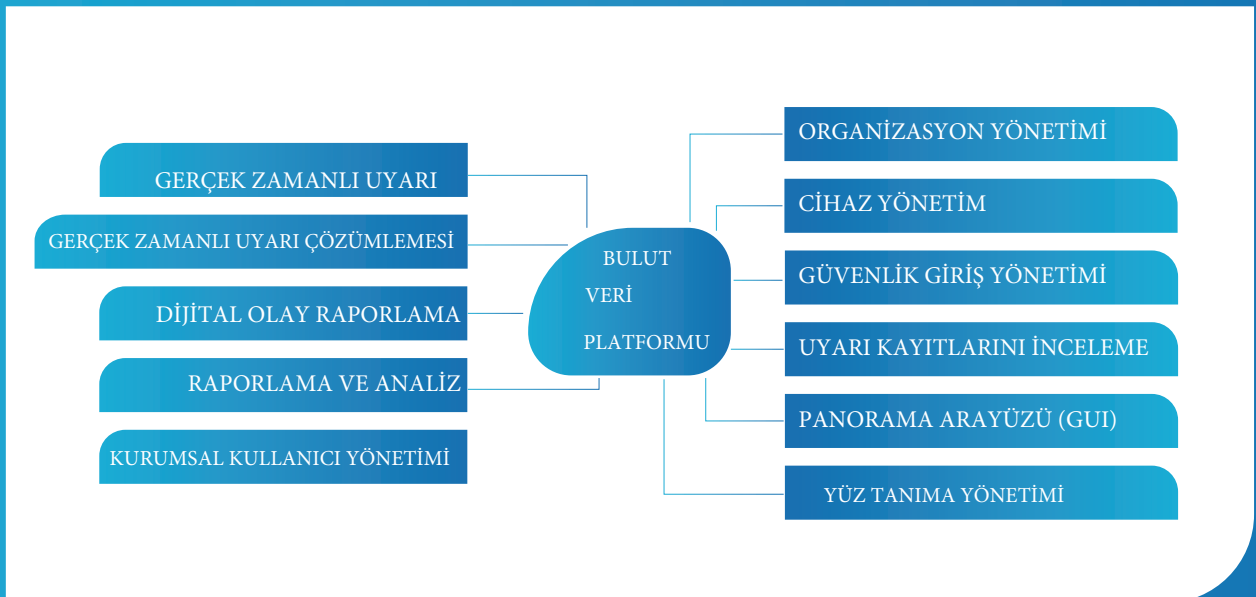 GERÇEK ZAMANLI UYARI
GERÇEK ZAMANLI UYARI ÇÖZÜMLEMESİ
DİJİTAL OLAY RAPORLAMA
RAPORLAMA VE ANALİZ
KURUMSAL KULLANICI YÖNETİMİ
BULUT
VERİ
PLATFORMU
ORGANİZASYON YÖNETİMİ
CİHAZ YÖNETİM
GÜVENLİK GİRİŞ YÖNETİMİ
UYARI KAYITLARINI İNCELEME
PANORAMA ARAYÜZÜ (GUI)
YÜZ TANIMA YÖNETİMİ